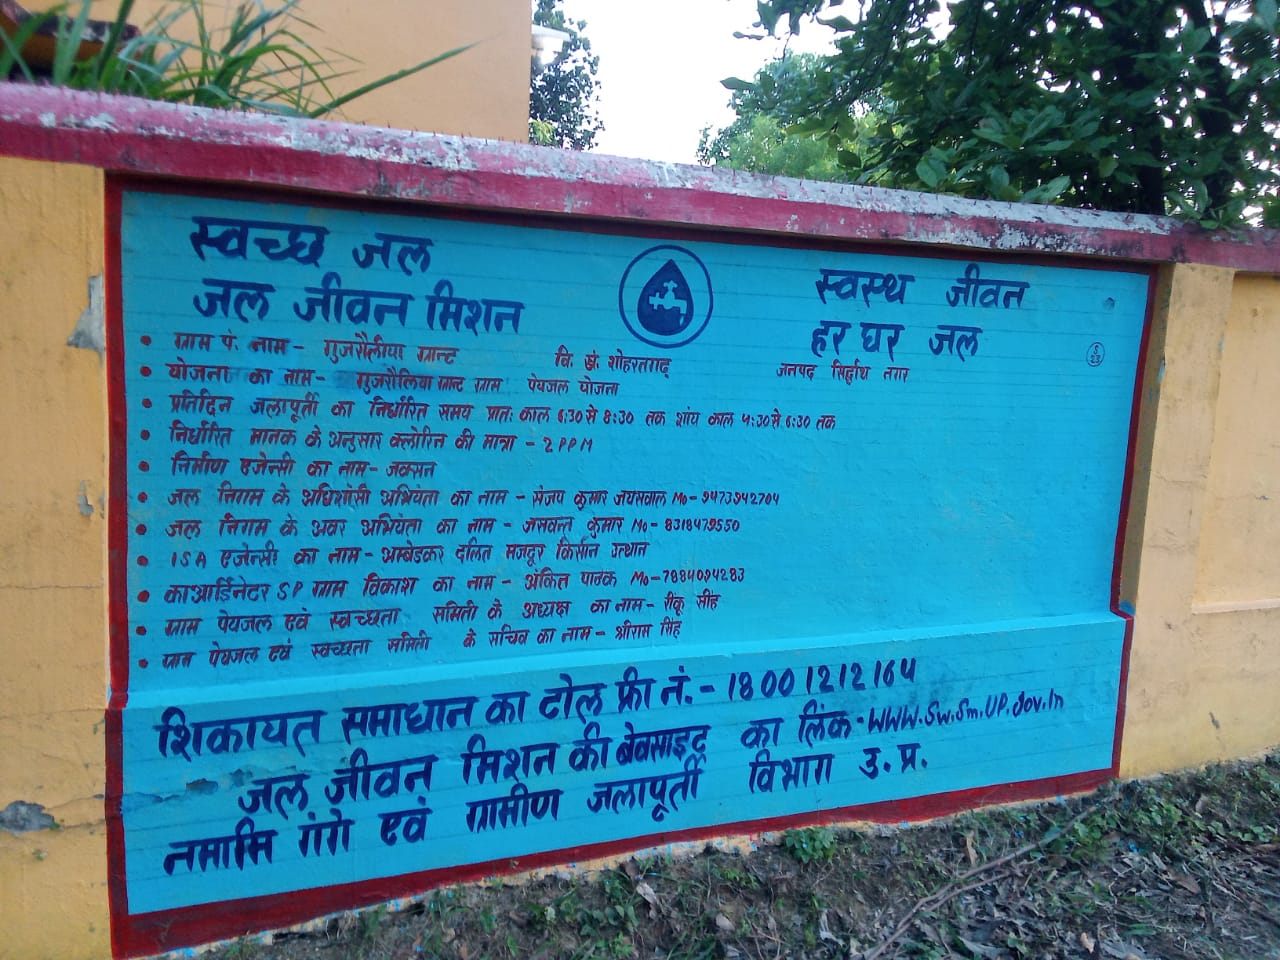 स्वच्छ जल
जल जीवन मिशन
स्वस्थ जीवन
हर घर जल
S
23
• ग्राम पं. नाम - गुजरौलीया ग्रान्ट वि. खं. शोहरतगढ़ जनपद सिर्द्धाथ नगर
• योजना का नाम - गुजरौलिया ग्रान्ट ग्राम पेयजल योजना
• प्रतिदिन जलापूर्ती का निर्धारित समय प्रातः काल 6:30 से 8:30 तक शांय काल 4:30 से 6:30 तक
• निर्धारित मानक के अनुसार क्लोरिन की मात्रा - 2 PPM
• निर्माण एजेन्सी का नाम - जक्सन
• जल निगम के अधिशांसी अभियंता का नाम - संजय कुमार जयसवाल Mo - 9473942704
• जल निगम के अवर अभियंता का नाम - जसवन्त कुमार Mo - 8318479550
• ISA एजेन्सी का नाम - अम्बेडकर दलित मजदूर किसान उत्थान
• काआर्डिनेटर SP ग्राम विकाश का नाम - अंकित पाठक Mo - 7884094283
• ग्राम पेयजल एवं स्वच्छता समिती के अध्यक्ष का नाम - रींकू सींह
• ग्राम पेयजल एवं स्वच्छता समिती के सचिव का नाम - श्रीराम सिंह
शिकायत समाधान का टोल फ्री नं. - 18001212164
जल जीवन मिशन की बेवसाइट का लिंक - WWW.Sw.Sm.UP.Gov.In
नमामि गंगे एवं ग्रामीण जलापूर्ती विभाग उ. प्र.